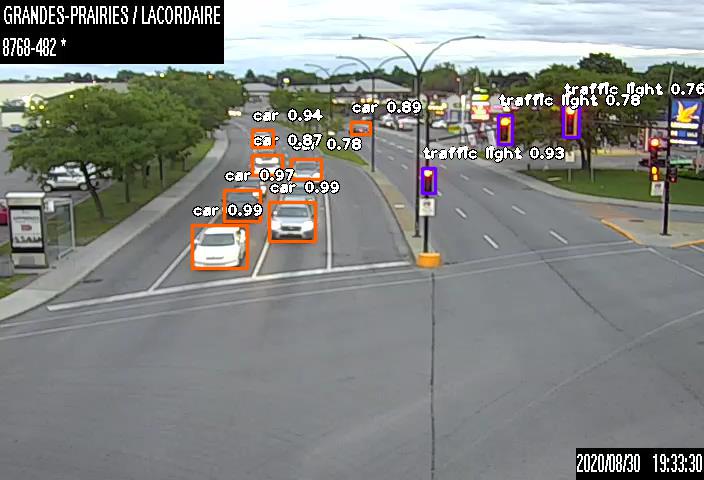 GRANDES-PRAIRIES / LACORDAIRE
8768-482 *
traffic light 0.76
traffic light 0.78
car 0.89
car 0.94
car 0.87
car 0.78
traffic light 0.93
car 0.97
car 0.99
car 0.99
2020/08/30 19:33:30